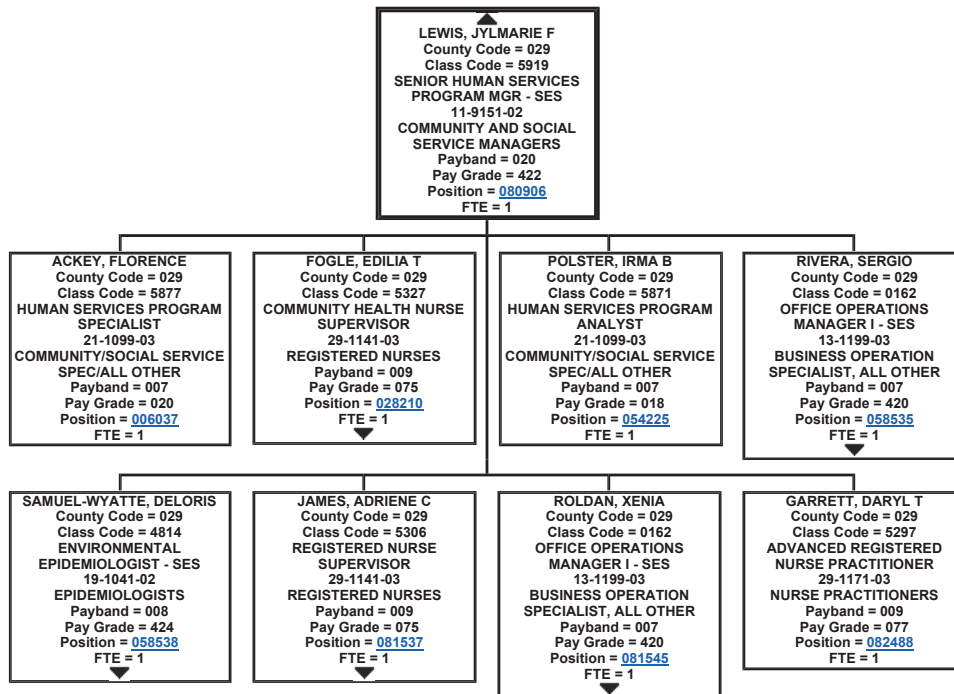 LEWIS, JYLMARIE F
County Code = 029
Class Code = 5919
SENIOR HUMAN SERVICES
PROGRAM MGR - SES
11-9151-02
COMMUNITY AND SOCIAL
SERVICE MANAGERS
Payband = 020
Pay Grade = 422
Position = 080906
FTE = 1
ACKEY, FLORENCE
County Code = 029
Class Code = 5877
HUMAN SERVICES PROGRAM
SPECIALIST
21-1099-03
COMMUNITY/SOCIAL SERVICE
SPEC/ALL OTHER
Payband = 007
Pay Grade = 020
Position = 006037
FTE = 1
FOGLE, EDILIA T
County Code = 029
Class Code = 5327
COMMUNITY HEALTH NURSE
SUPERVISOR
29-1141-03
REGISTERED NURSES
Payband = 009
Pay Grade = 075
Position = 028210
FTE = 1
POLSTER, IRMA B
County Code = 029
Class Code = 5871
HUMAN SERVICES PROGRAM
ANALYST
21-1099-03
COMMUNITY/SOCIAL SERVICE
SPEC/ALL OTHER
Payband = 007
Pay Grade = 018
Position = 054225
FTE = 1
RIVERA, SERGIO
County Code = 029
Class Code = 0162
OFFICE OPERATIONS
MANAGER I - SES
13-1199-03
BUSINESS OPERATION
SPECIALIST, ALL OTHER
Payband = 007
Pay Grade = 420
Position = 058535
FTE = 1
SAMUEL-WYATTE, DELORIS
County Code = 029
Class Code = 4814
ENVIRONMENTAL
EPIDEMIOLOGIST - SES
19-1041-02
EPIDEMIOLOGISTS
Payband = 008
Pay Grade = 424
Position = 058538
FTE = 1
JAMES, ADRIENE C
County Code = 029
Class Code = 5306
REGISTERED NURSE
SUPERVISOR
29-1141-03
REGISTERED NURSES
Payband = 009
Pay Grade = 075
Position = 081537
FTE = 1
ROLDAN, XENIA
County Code = 029
Class Code = 0162
OFFICE OPERATIONS
MANAGER I - SES
13-1199-03
BUSINESS OPERATION
SPECIALIST, ALL OTHER
Payband = 007
Pay Grade = 420
Position = 081545
FTE = 1
GARRETT, DARYL T
County Code = 029
Class Code = 5297
ADVANCED REGISTERED
NURSE PRACTITIONER
29-1171-03
NURSE PRACTITIONERS
Payband = 009
Pay Grade = 077
Position = 082488
FTE = 1